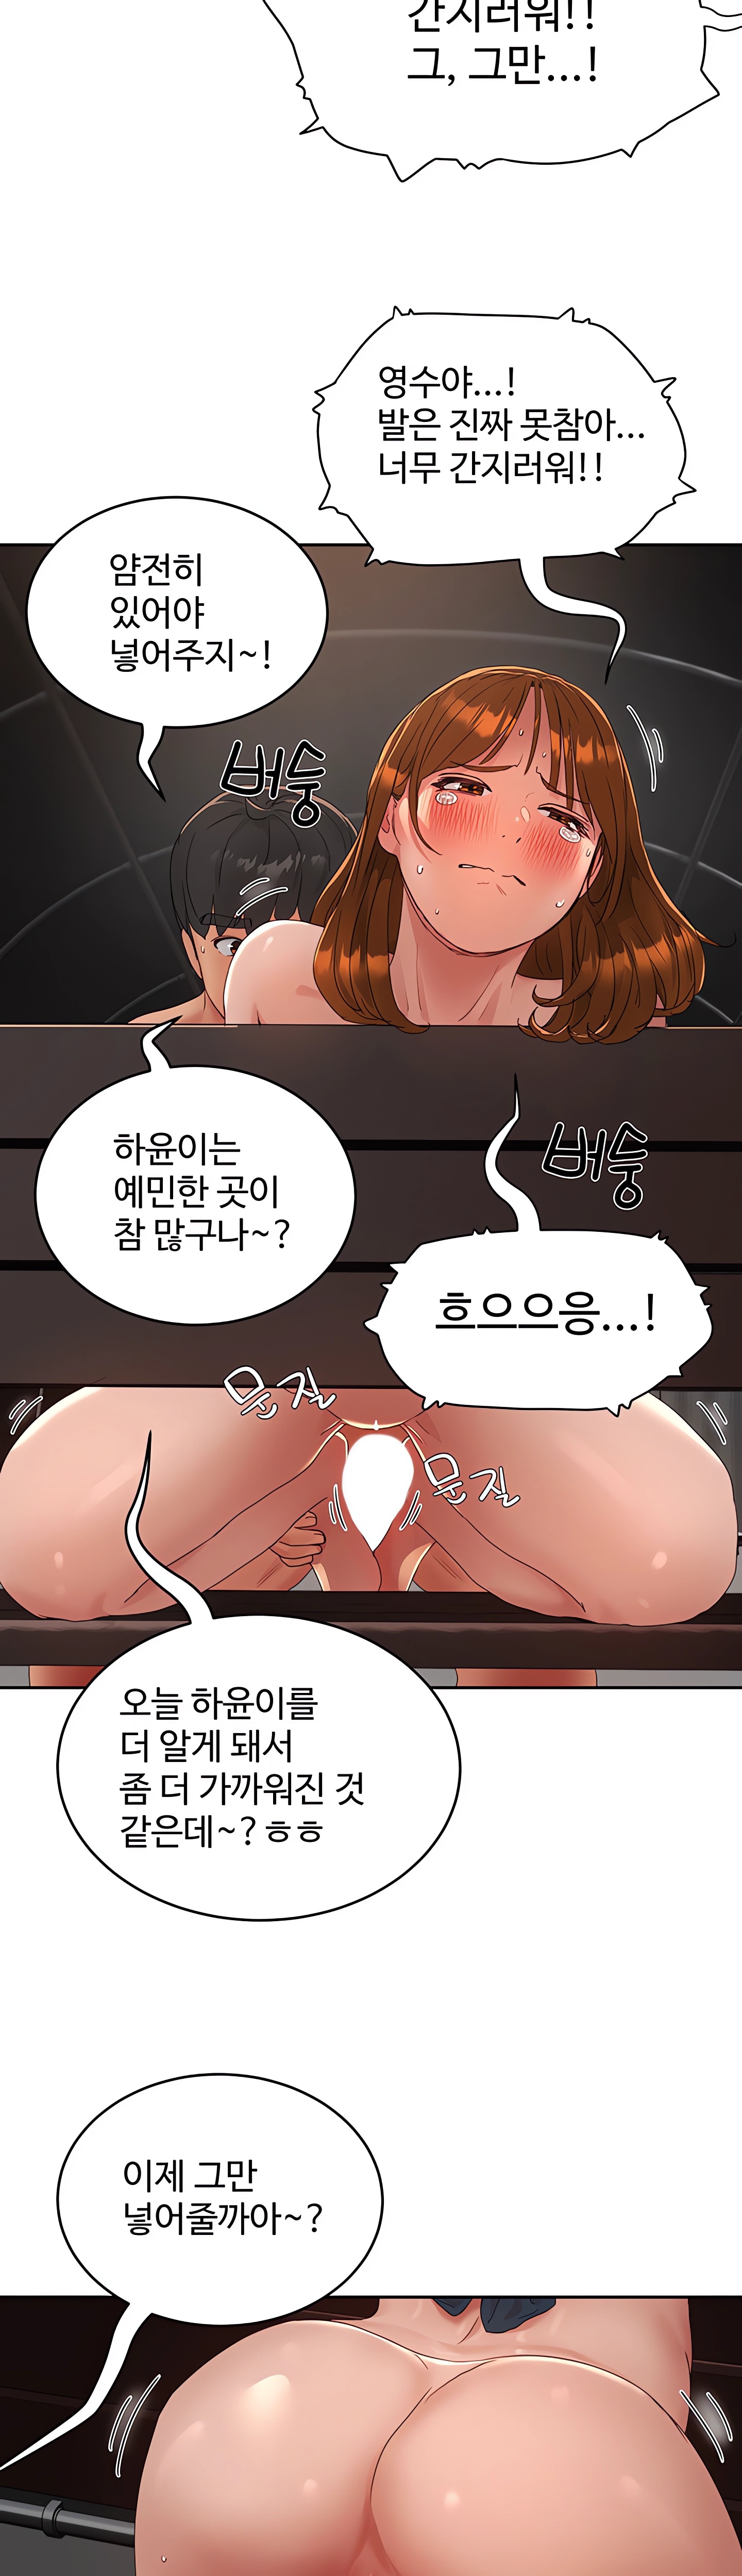 간지러워!!
그, 그만...!
영수야...!
발은 진짜 못참아...
너무 간지러워!!
얌전히
있어야
넣어주지~!
버둥
하윤이는
예민한 곳이
참 많구나~?
버둥
흐으으응...!
문질
문질
오늘 하윤이를
더 알게 돼서
좀 더 가까워진 것
같은데~? ㅎㅎ
이제 그만
넣어줄까아~?